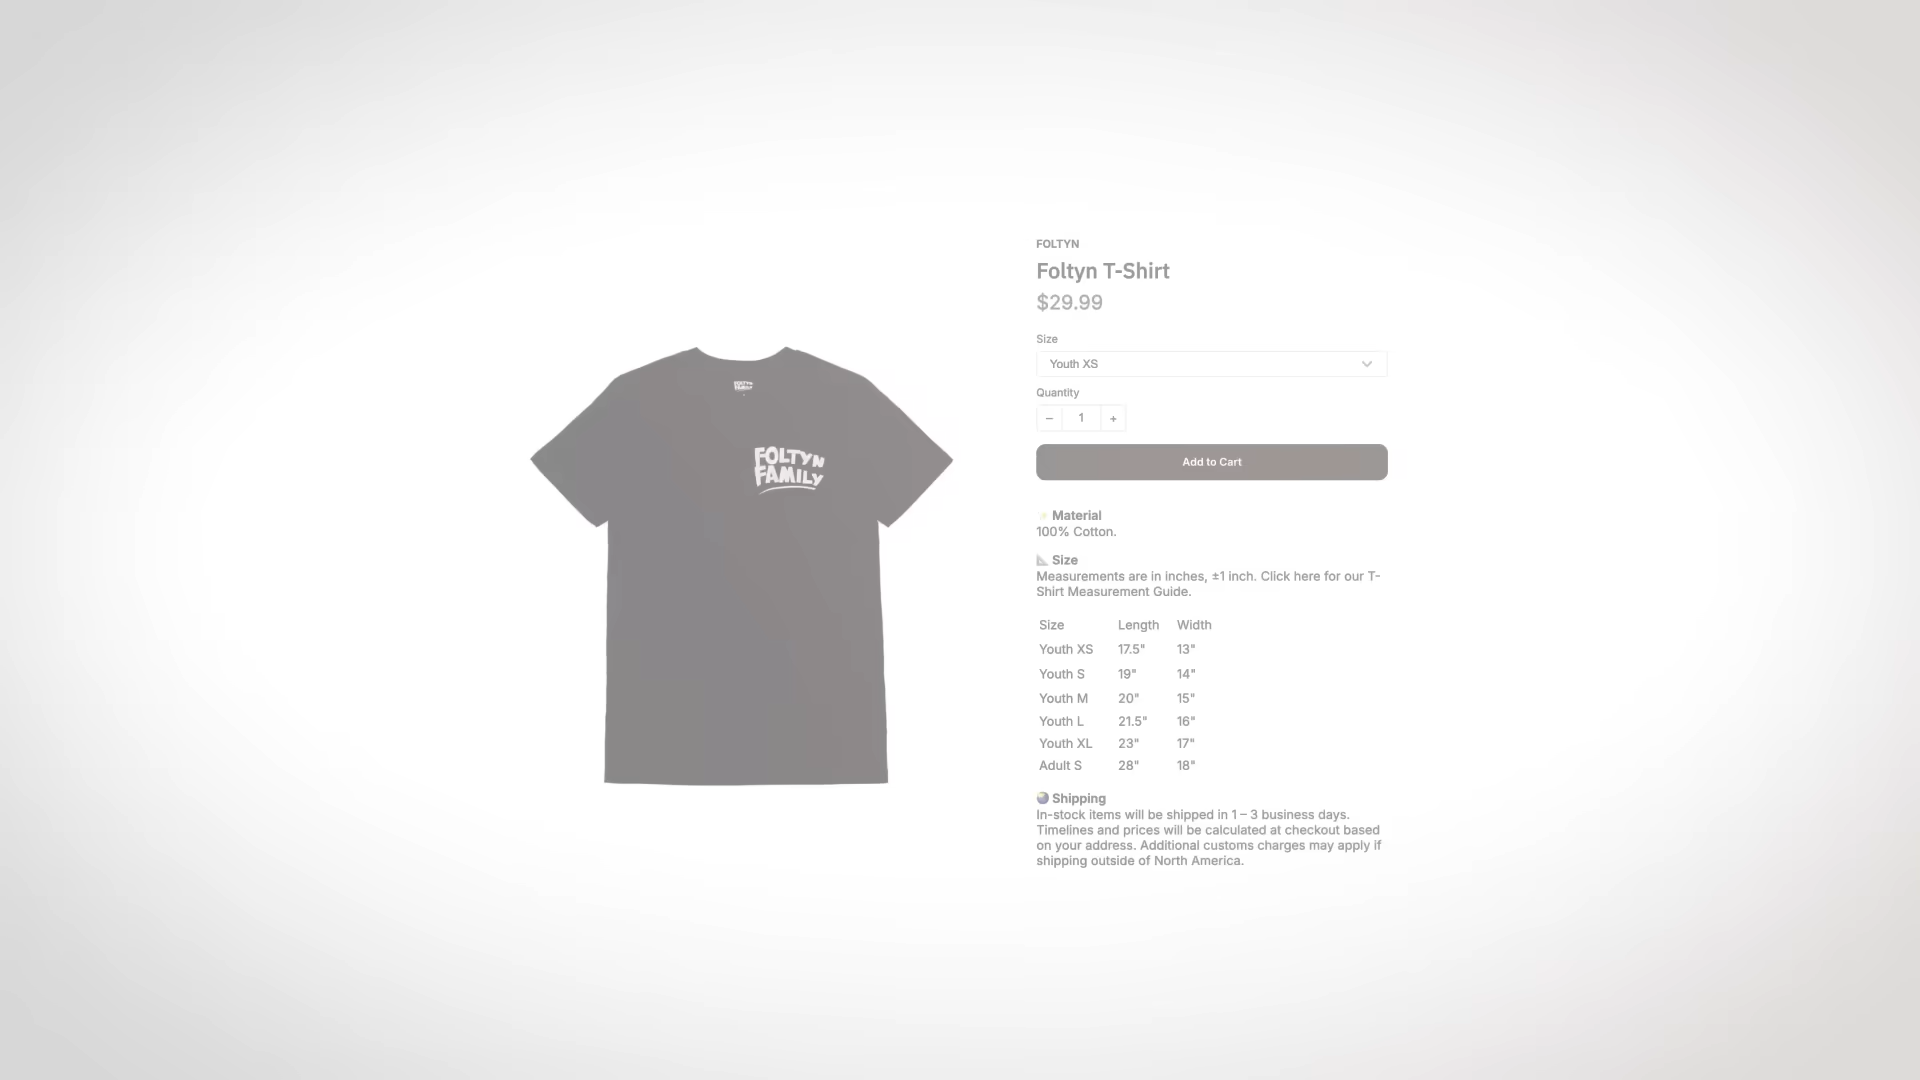 FOLTYN
FAMILY
FOLTYN
FAMILY
FOLTYN
Foltyn T-Shirt
$29.99
Size
Youth XS
Quantity
− 1 +
Add to Cart
Material
100% Cotton.
Size
Measurements are in inches, ±1 inch. Click here for our T-
Shirt Measurement Guide.
Size Length Width
Youth XS 17.5" 13"
Youth S 19" 14"
Youth M 20" 15"
Youth L 21.5" 16"
Youth XL 23" 17"
Adult S 28" 18"
Shipping
In-stock items will be shipped in 1 – 3 business days.
Timelines and prices will be calculated at checkout based
on your address. Additional customs charges may apply if
shipping outside of North America.